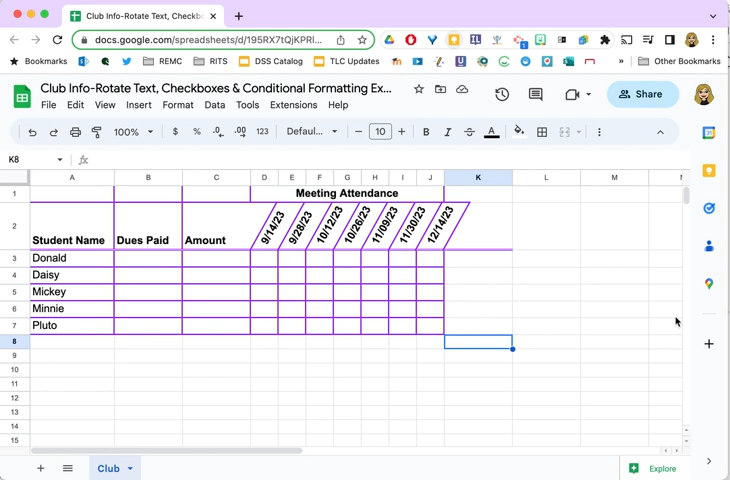 Club Info-Rotate Text, Checkbo
docs.google.com/spreadsheets/d/195RX7tQjKPRl...
Bookmarks REMC RITS DSS Catalog TLC Updates » Other Bookmarks
Club Info-Rotate Text, Checkboxes & Conditional Formatting Ex...
Share
File Edit View Insert Format Data Tools Extensions Help
100% $ % .0 .00 123 Defaul... 10 B I S A
K8 fx
A B C D E F G H I J K L M
1 Meeting Attendance
2 Student Name Dues Paid Amount 9/14/23 9/28/23 10/12/23 10/26/23 11/09/23 11/30/23 12/14/23
3 Donald
4 Daisy
5 Mickey
6 Minnie
7 Pluto
8
9
10
11
12
13
14
15
Club Explore